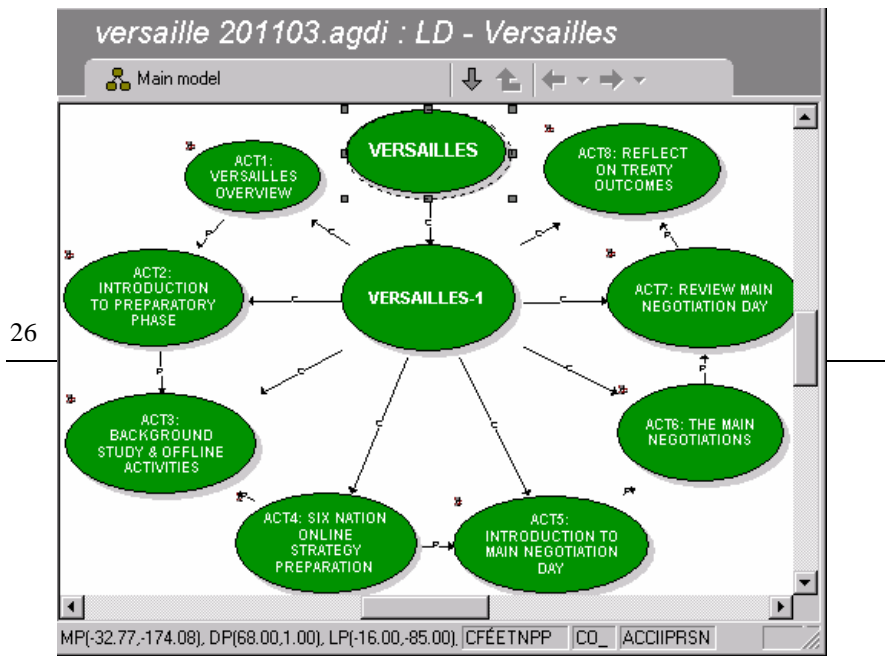 versaille 201103.agdi : LD - Versailles
Main model
VERSAILLES
ACT1:
VERSAILLES
OVERVIEW
ACT8: REFLECT
ON TREATY
OUTCOMES
P
C
C
P
ACT2:
INTRODUCTION
TO PREPARATORY
PHASE
C
VERSAILLES-1
C
ACT7: REVIEW MAIN
NEGOTIATION DAY
C
26
P
C
C
P
ACT3:
BACKGROUND
STUDY & OFFLINE
ACTIVITIES
C
C
ACT6: THE MAIN
NEGOTIATIONS
P
P
ACT4: SIX NATION
ONLINE
STRATEGY
PREPARATION
P
ACT5:
INTRODUCTION TO
MAIN NEGOTIATION
DAY
MP(-32.77,-174.08), DP(68.00,1.00), LP(-16.00,-85.00), CFÉETNPP CO_ ACCIIPRSN